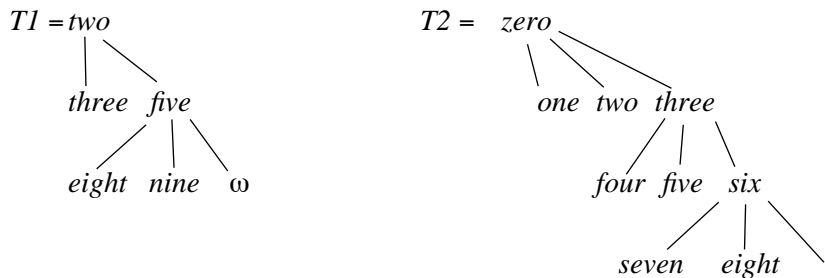 T1 = two T2 = zero
three five one two three
eight nine ω four five six
seven eight